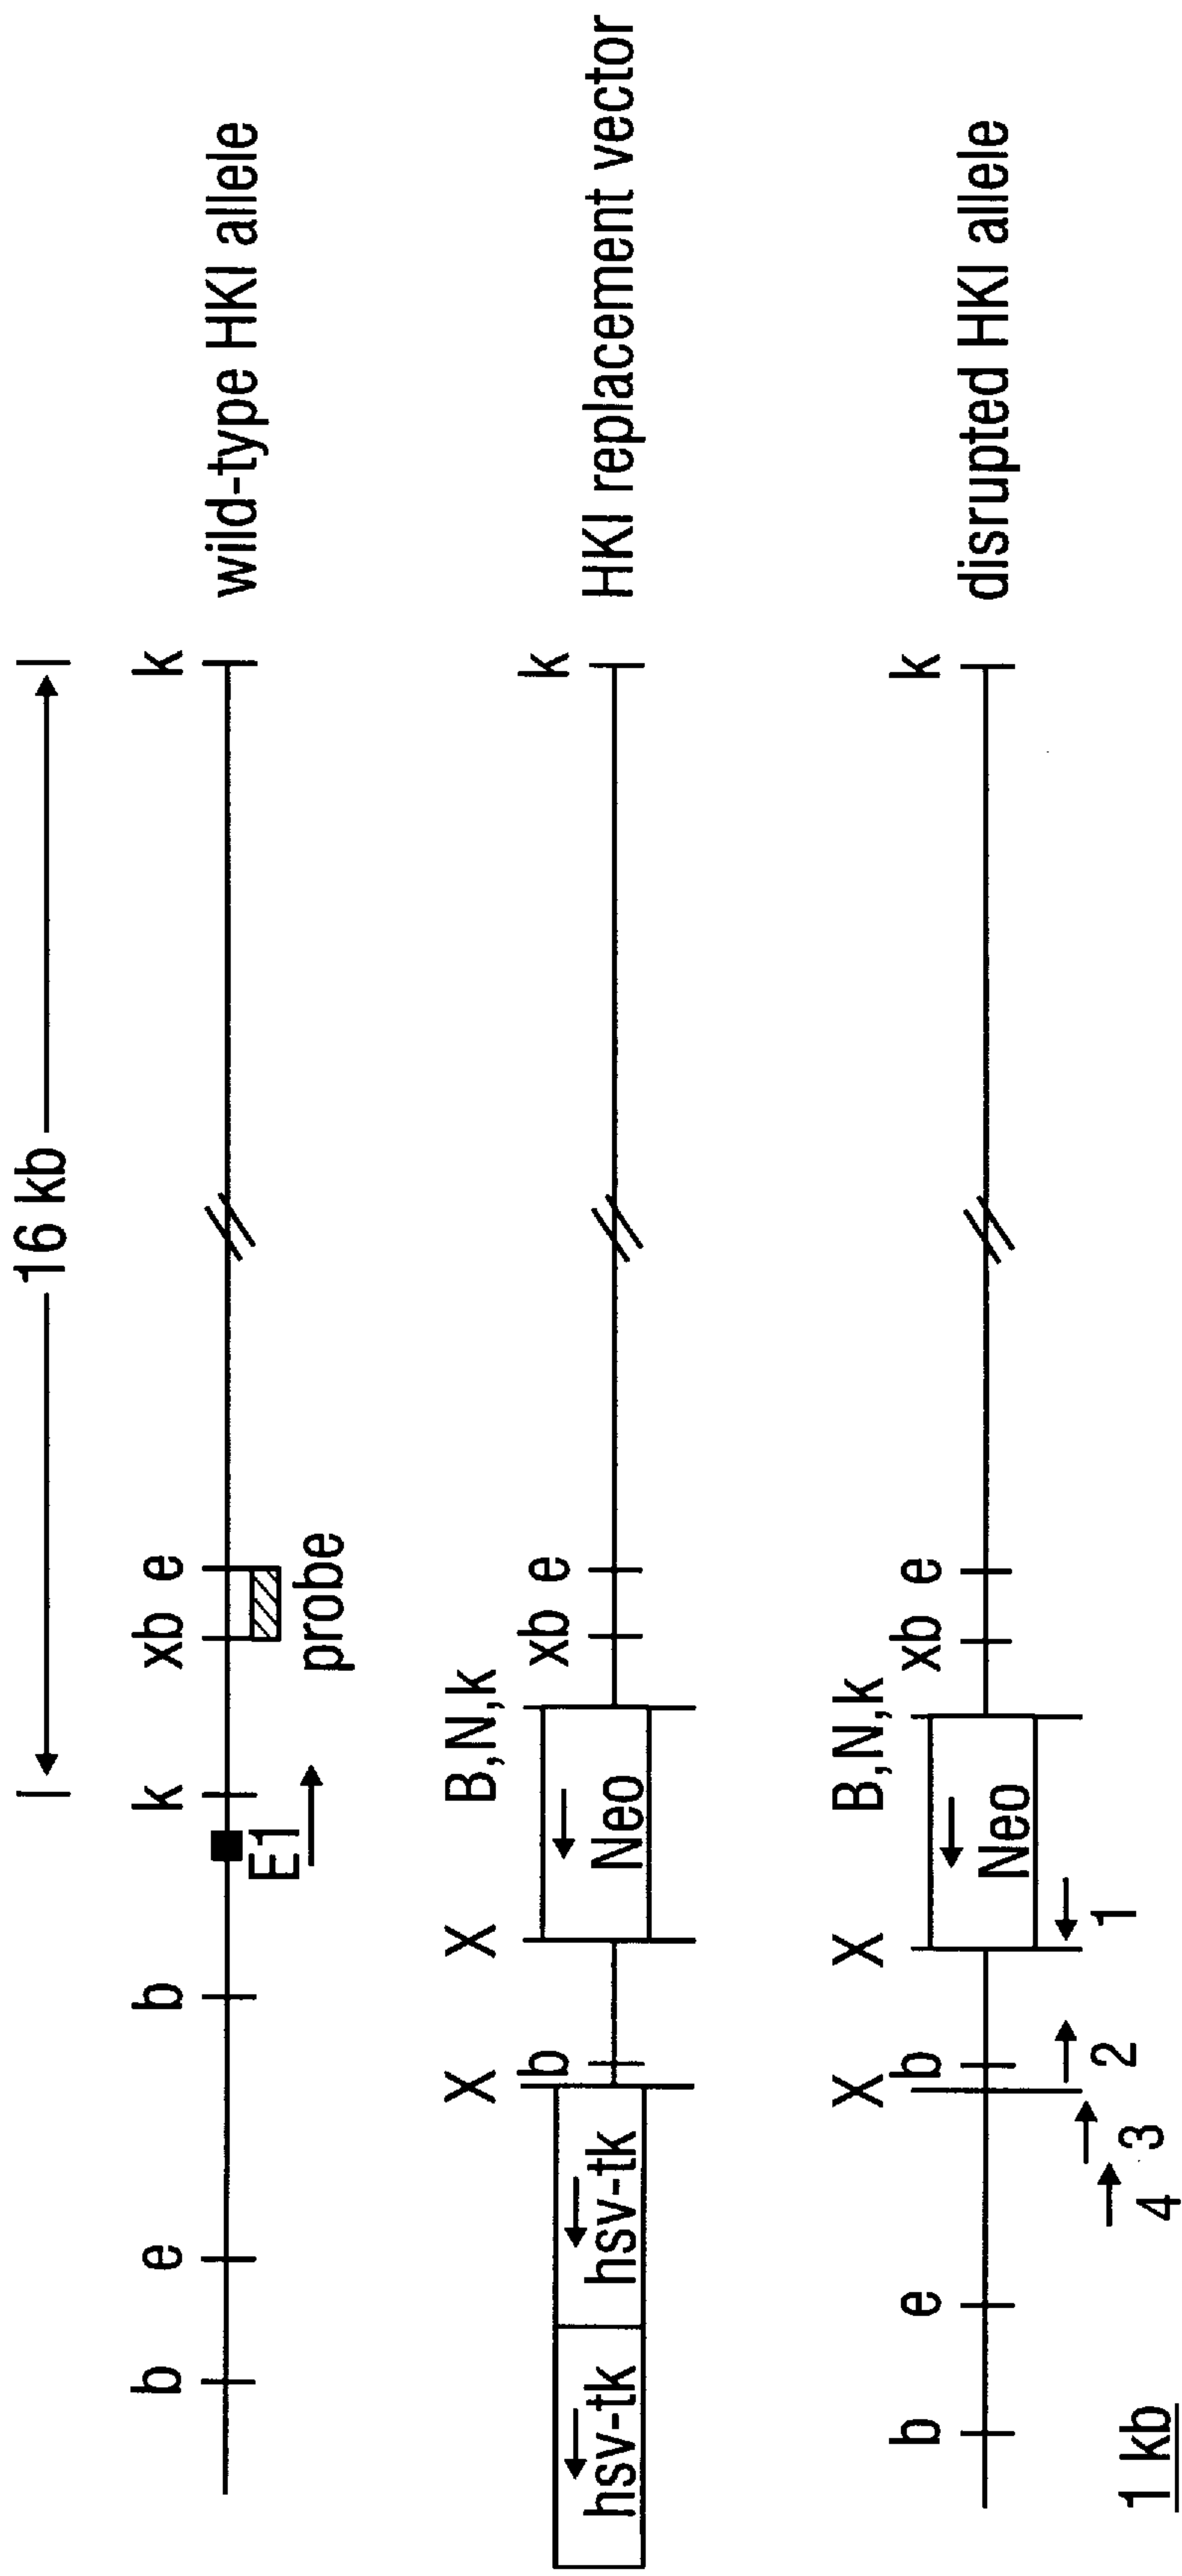 16 kb
b e b k xb e k
E1
probe
wild-type HKI allele
X X B,N,k
b xb e k
hsv-tk hsv-tk Neo
HKI replacement vector
X X B,N,k
b e b xb e k
Neo
disrupted HKI allele
4 3 2 1
1 kb